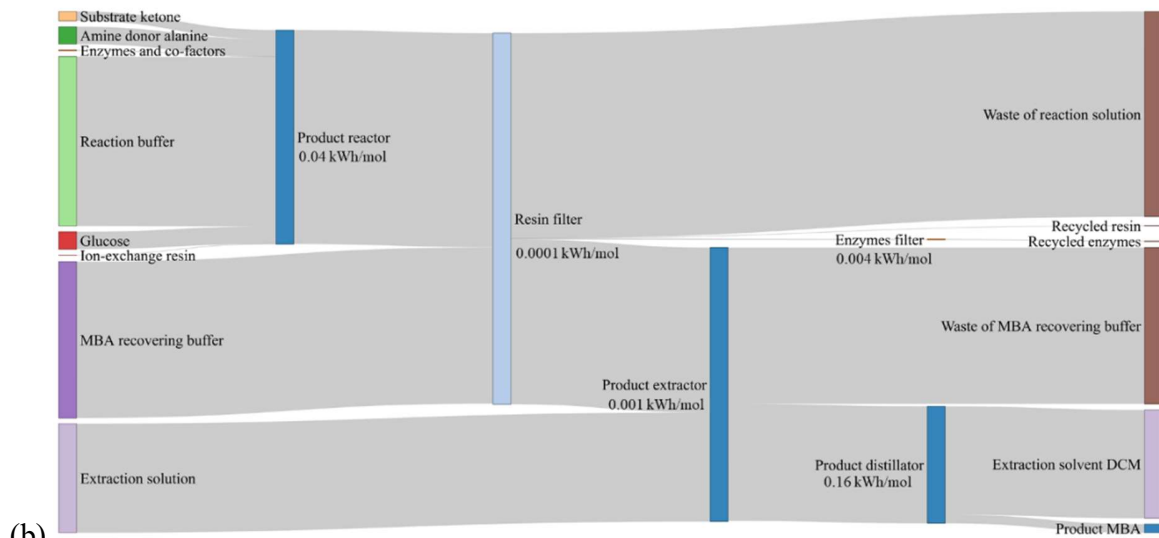 Substrate ketone
Amine donor alanine
Enzymes and co-factors
Reaction buffer
Glucose
Ion-exchange resin
MBA recovering buffer
Extraction solution
Product reactor
0.04 kWh/mol
Resin filter
0.0001 kWh/mol
Product extractor
0.001 kWh/mol
Enzymes filter
0.004 kWh/mol
Product distillator
0.16 kWh/mol
Waste of reaction solution
Recycled resin
Recycled enzymes
Waste of MBA recovering buffer
Extraction solvent DCM
Product MBA
(b)